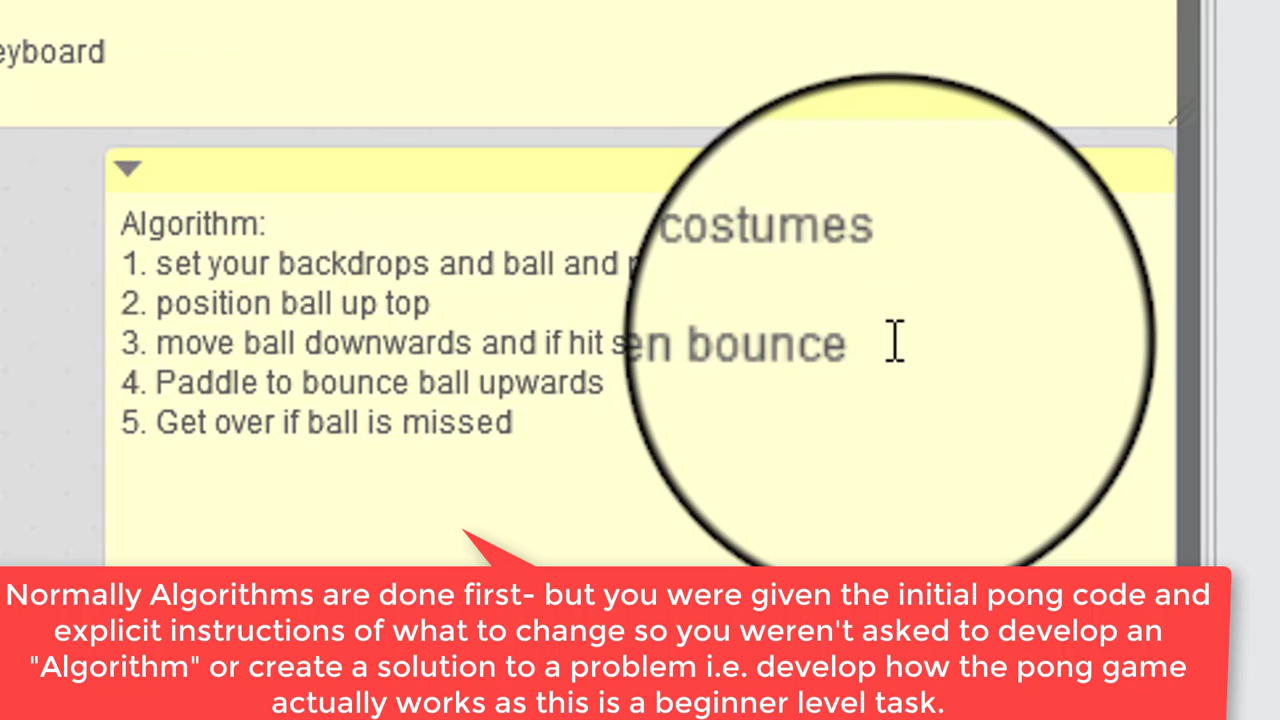 eyboard
Algorithm:
1. set your backdrops and ball and costumes
2. position ball up top
3. move ball downwards and if hit s en bounce
4. Paddle to bounce ball upwards
5. Get over if ball is missed
Normally Algorithms are done first- but you were given the initial pong code and
explicit instructions of what to change so you weren't asked to develop an
"Algorithm" or create a solution to a problem i.e. develop how the pong game
actually works as this is a beginner level task.